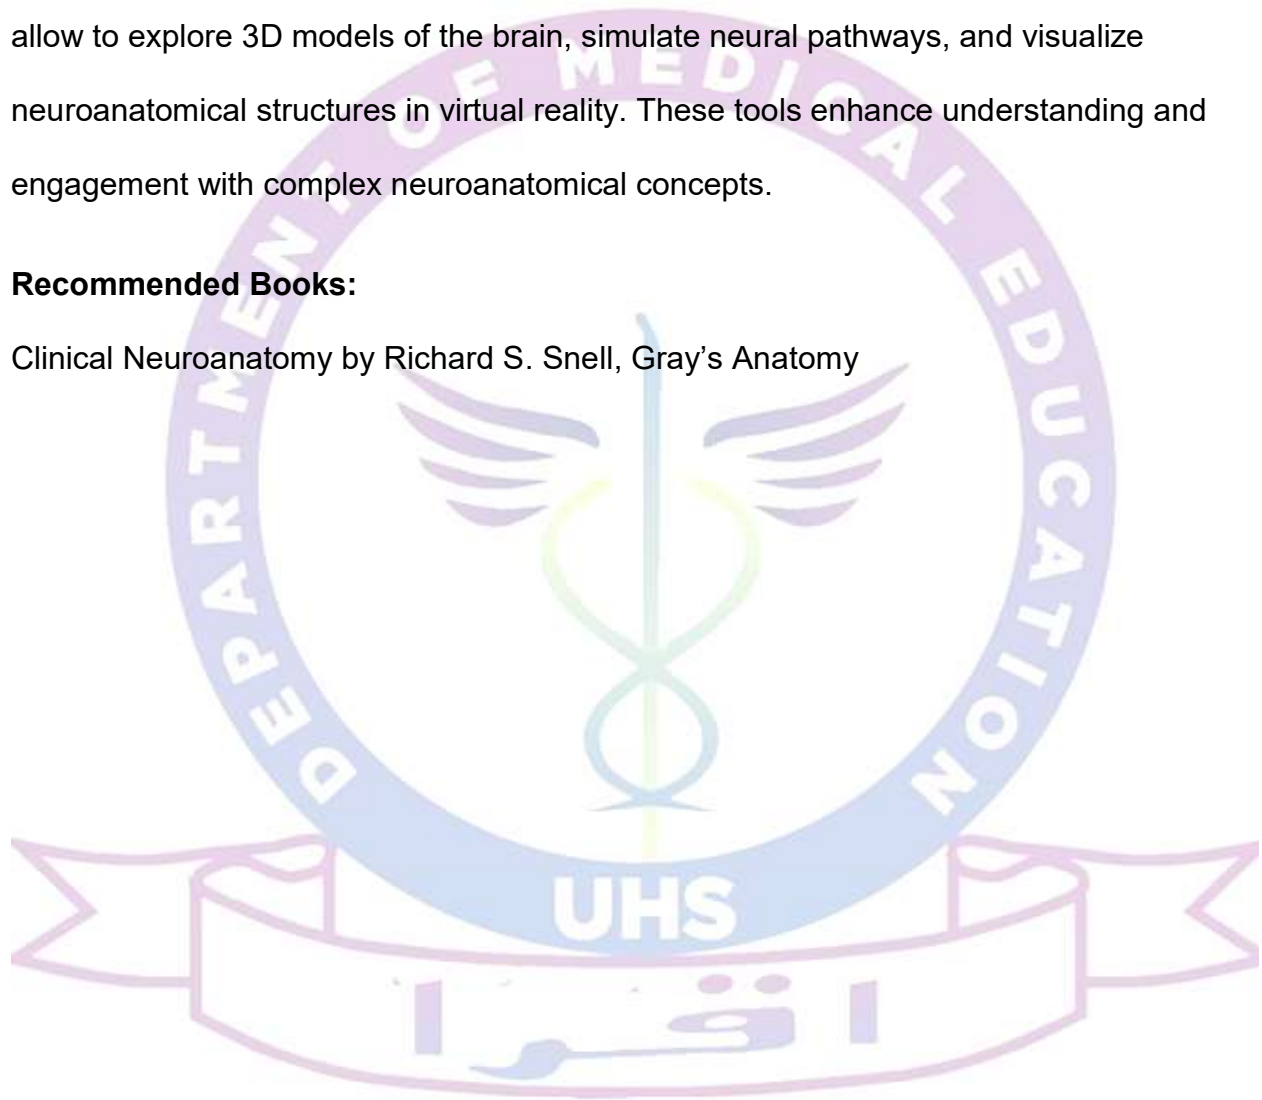 allow to explore 3D models of the brain, simulate neural pathways, and visualize
neuroanatomical structures in virtual reality. These tools enhance understanding and
engagement with complex neuroanatomical concepts.
Recommended Books:
Clinical Neuroanatomy by Richard S. Snell, Gray’s Anatomy
DEPARTMENT OF MEDICAL EDUCATION
UHS
اقرا